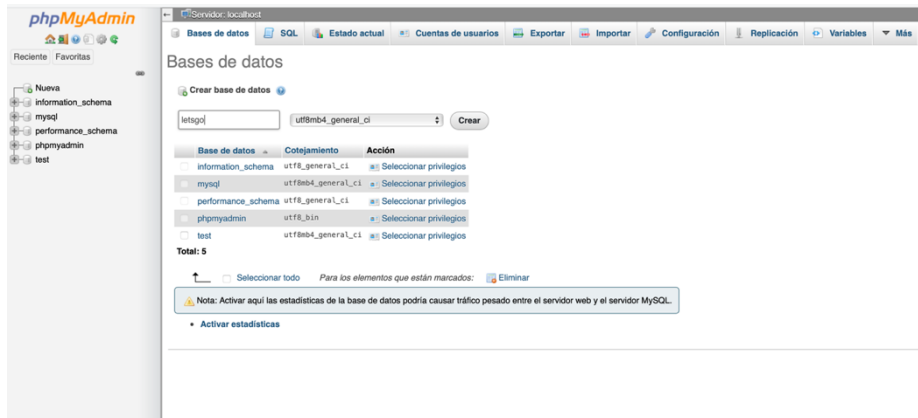 phpMyAdmin
Reciente Favoritas
Nueva
information_schema
mysql
performance_schema
phpmyadmin
test
Servidor: localhost
Bases de datos SQL Estado actual Cuentas de usuarios Exportar Importar Configuración Replicación Variables Más
Bases de datos
Crear base de datos
letsgo utf8mb4_general_ci Crear
Base de datos Cotejamiento Acción
information_schema utf8_general_ci Seleccionar privilegios
mysql utf8mb4_general_ci Seleccionar privilegios
performance_schema utf8_general_ci Seleccionar privilegios
phpmyadmin utf8_bin Seleccionar privilegios
test utf8mb4_general_ci Seleccionar privilegios
Total: 5
Seleccionar todo Para los elementos que están marcados: Eliminar
Nota: Activar aquí las estadísticas de la base de datos podría causar tráfico pesado entre el servidor web y el servidor MySQL.
Activar estadísticas